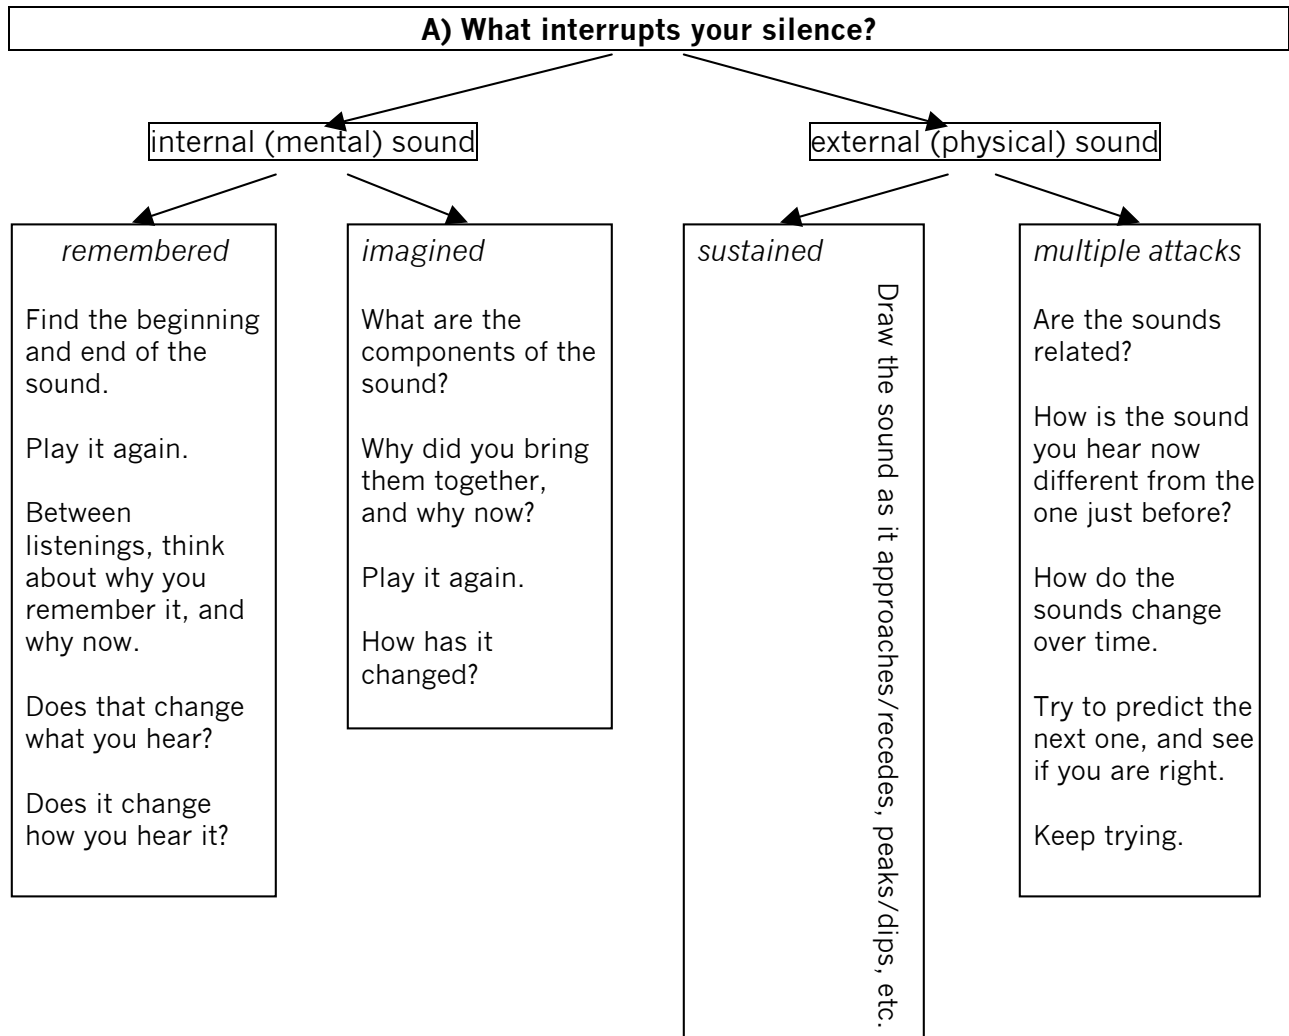 A) What interrupts your silence?
internal (mental) sound
external (physical) sound
remembered
Find the beginning
and end of the
sound.
Play it again.
Between
listenings, think
about why you
remember it, and
why now.
Does that change
what you hear?
Does it change
how you hear it?
imagined
What are the
components of the
sound?
Why did you bring
them together,
and why now?
Play it again.
How has it
changed?
sustained
Draw the sound as it approaches/recedes, peaks/dips, etc.
multiple attacks
Are the sounds
related?
How is the sound
you hear now
different from the
one just before?
How do the
sounds change
over time.
Try to predict the
next one, and see
if you are right.
Keep trying.